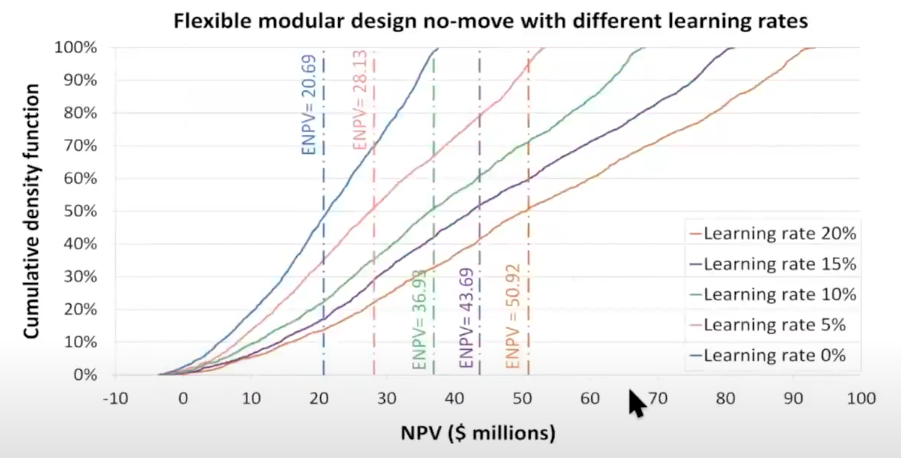 Flexible modular design no-move with different learning rates
Cumulative density function
100%
90%
80%
70%
60%
50%
40%
30%
20%
10%
0%
ENPV= 20.69
ENPV= 28.13
ENPV= 36.93
ENPV= 43.69
ENPV = 50.92
Learning rate 20%
Learning rate 15%
Learning rate 10%
Learning rate 5%
Learning rate 0%
-10 0 10 20 30 40 50 60 70 80 90 100
NPV ($ millions)